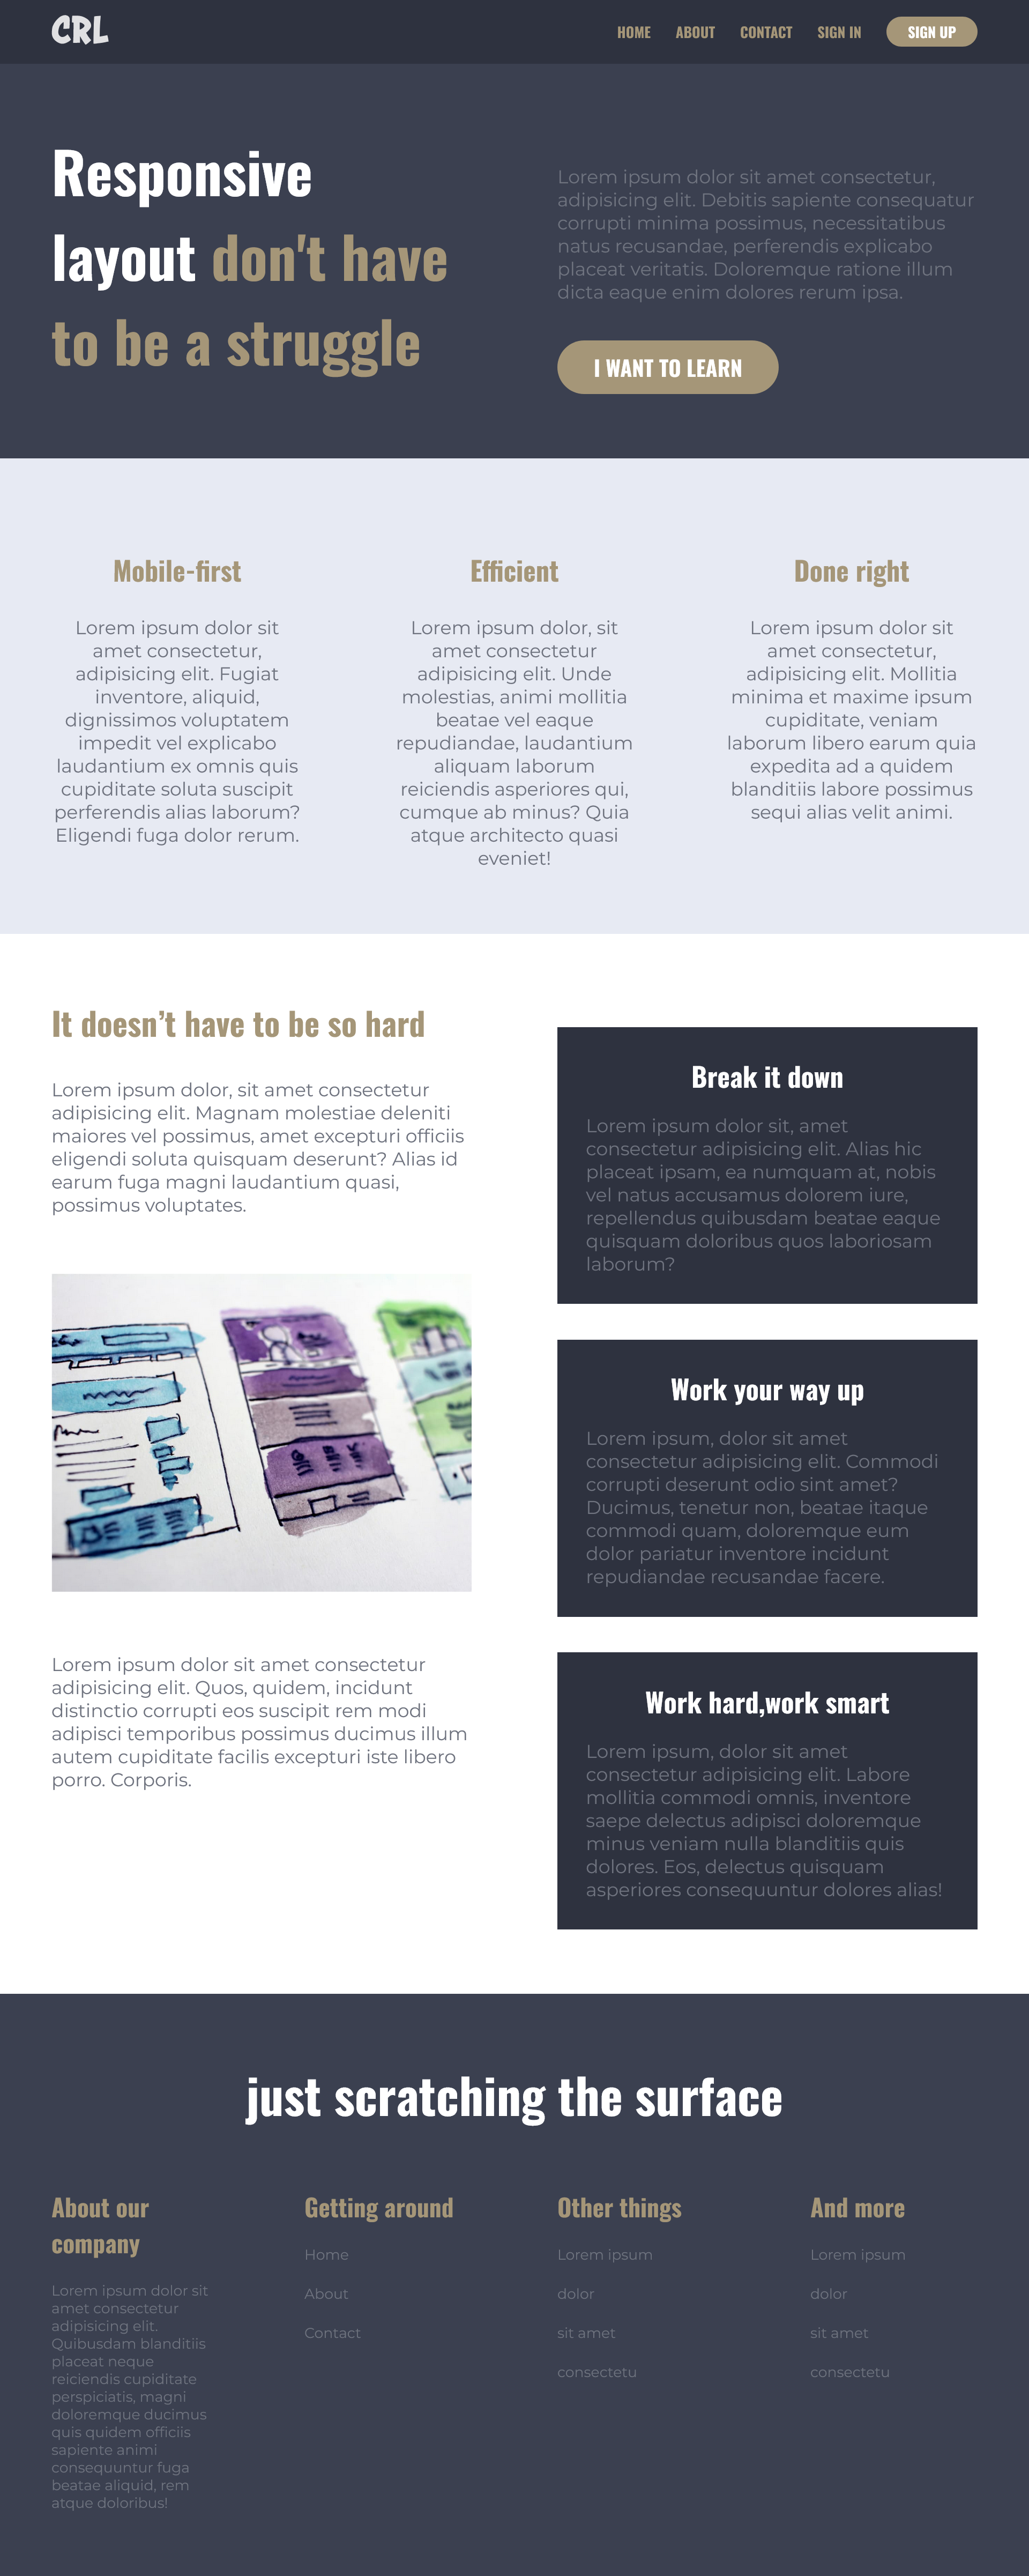 CRL
HOME
ABOUT
CONTACT
SIGN IN
SIGN UP
Responsive
layout don't have
to be a struggle
Lorem ipsum dolor sit amet consectetur,
adipisicing elit. Debitis sapiente consequatur
corrupti minima possimus, necessitatibus
natus recusandae, perferendis explicabo
placeat veritatis. Doloremque ratione illum
dicta eaque enim dolores rerum ipsa.
I WANT TO LEARN
Mobile-first
Lorem ipsum dolor sit
amet consectetur,
adipisicing elit. Fugiat
inventore, aliquid,
dignissimos voluptatem
impedit vel explicabo
laudantium ex omnis quis
cupiditate soluta suscipit
perferendis alias laborum?
Eligendi fuga dolor rerum.
Efficient
Lorem ipsum dolor, sit
amet consectetur
adipisicing elit. Unde
molestias, animi mollitia
beatae vel eaque
repudiandae, laudantium
aliquam laborum
reiciendis asperiores qui,
cumque ab minus? Quia
atque architecto quasi
eveniet!
Done right
Lorem ipsum dolor sit
amet consectetur,
adipisicing elit. Mollitia
minima et maxime ipsum
cupiditate, veniam
laborum libero earum quia
expedita ad a quidem
blanditiis labore possimus
sequi alias velit animi.
It doesn’t have to be so hard
Lorem ipsum dolor, sit amet consectetur
adipisicing elit. Magnam molestiae deleniti
maiores vel possimus, amet excepturi officiis
eligendi soluta quisquam deserunt? Alias id
earum fuga magni laudantium quasi,
possimus voluptates.
Lorem ipsum dolor sit amet consectetur
adipisicing elit. Quos, quidem, incidunt
distinctio corrupti eos suscipit rem modi
adipisci temporibus possimus ducimus illum
autem cupiditate facilis excepturi iste libero
porro. Corporis.
Break it down
Lorem ipsum dolor sit, amet
consectetur adipisicing elit. Alias hic
placeat ipsam, ea numquam at, nobis
vel natus accusamus dolorem iure,
repellendus quibusdam beatae eaque
quisquam doloribus quos laboriosam
laborum?
Work your way up
Lorem ipsum, dolor sit amet
consectetur adipisicing elit. Commodi
corrupti deserunt odio sint amet?
Ducimus, tenetur non, beatae itaque
commodi quam, doloremque eum
dolor pariatur inventore incidunt
repudiandae recusandae facere.
Work hard,work smart
Lorem ipsum, dolor sit amet
consectetur adipisicing elit. Labore
mollitia commodi omnis, inventore
saepe delectus adipisci doloremque
minus veniam nulla blanditiis quis
dolores. Eos, delectus quisquam
asperiores consequuntur dolores alias!
just scratching the surface
About our
company
Lorem ipsum dolor sit
amet consectetur
adipisicing elit.
Quibusdam blanditiis
placeat neque
reiciendis cupiditate
perspiciatis, magni
doloremque ducimus
quis quidem officiis
sapiente animi
consequuntur fuga
beatae aliquid, rem
atque doloribus!
Getting around
Home
About
Contact
Other things
Lorem ipsum
dolor
sit amet
consectetu
And more
Lorem ipsum
dolor
sit amet
consectetu